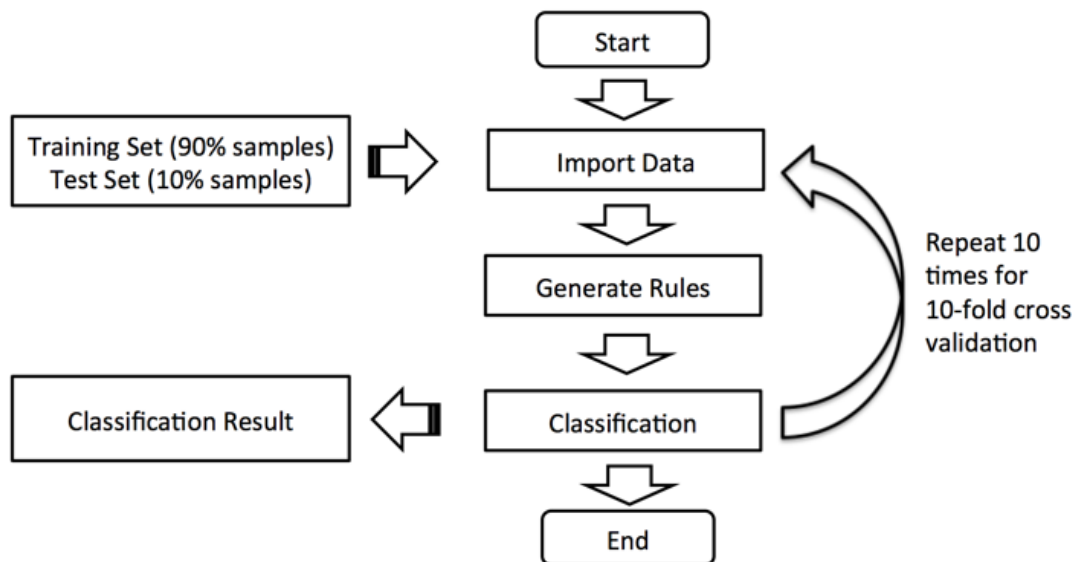 Start
Training Set (90% samples)
Test Set (10% samples)
Import Data
Repeat 10
times for
10-fold cross
validation
Generate Rules
Classification Result
Classification
End